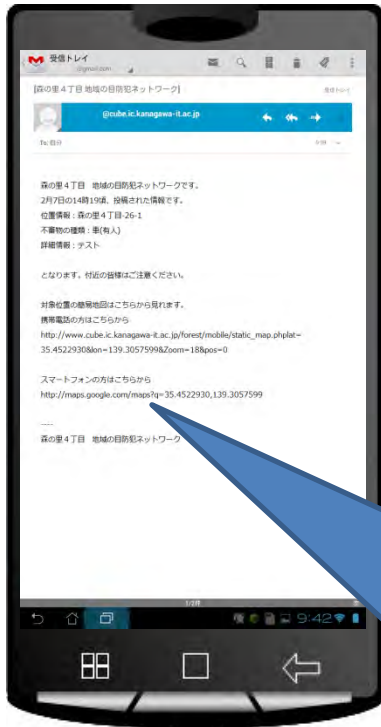 受信トレイ
@gmail.com
[森の里4丁目 地域の目防犯ネットワーク]
受信トレイ
@cube.ic.kanagawa-it.ac.jp
To: 自分
森の里4丁目 地域の目防犯ネットワークです。
2月7日の14時19頃、投稿された情報です。
位置情報:森の里4丁目-26-1
不審物の種類:車(有人)
詳細情報:テスト
となります。付近の皆様はご注意ください。
対象位置の簡易地図はこちらから見れます。
携帯電話の方はこちらから
http://www.cube.ic.kanagawa-it.ac.jp/forest/mobile/static_map.phplat=
35.4522930&lon=139.3057599&Zoom=18&pos=0
スマートフォンの方はこちらから
http://maps.google.com/maps?q=35.4522930,139.3057599
----
森の里4丁目 地域の目防犯ネットワーク
9:42